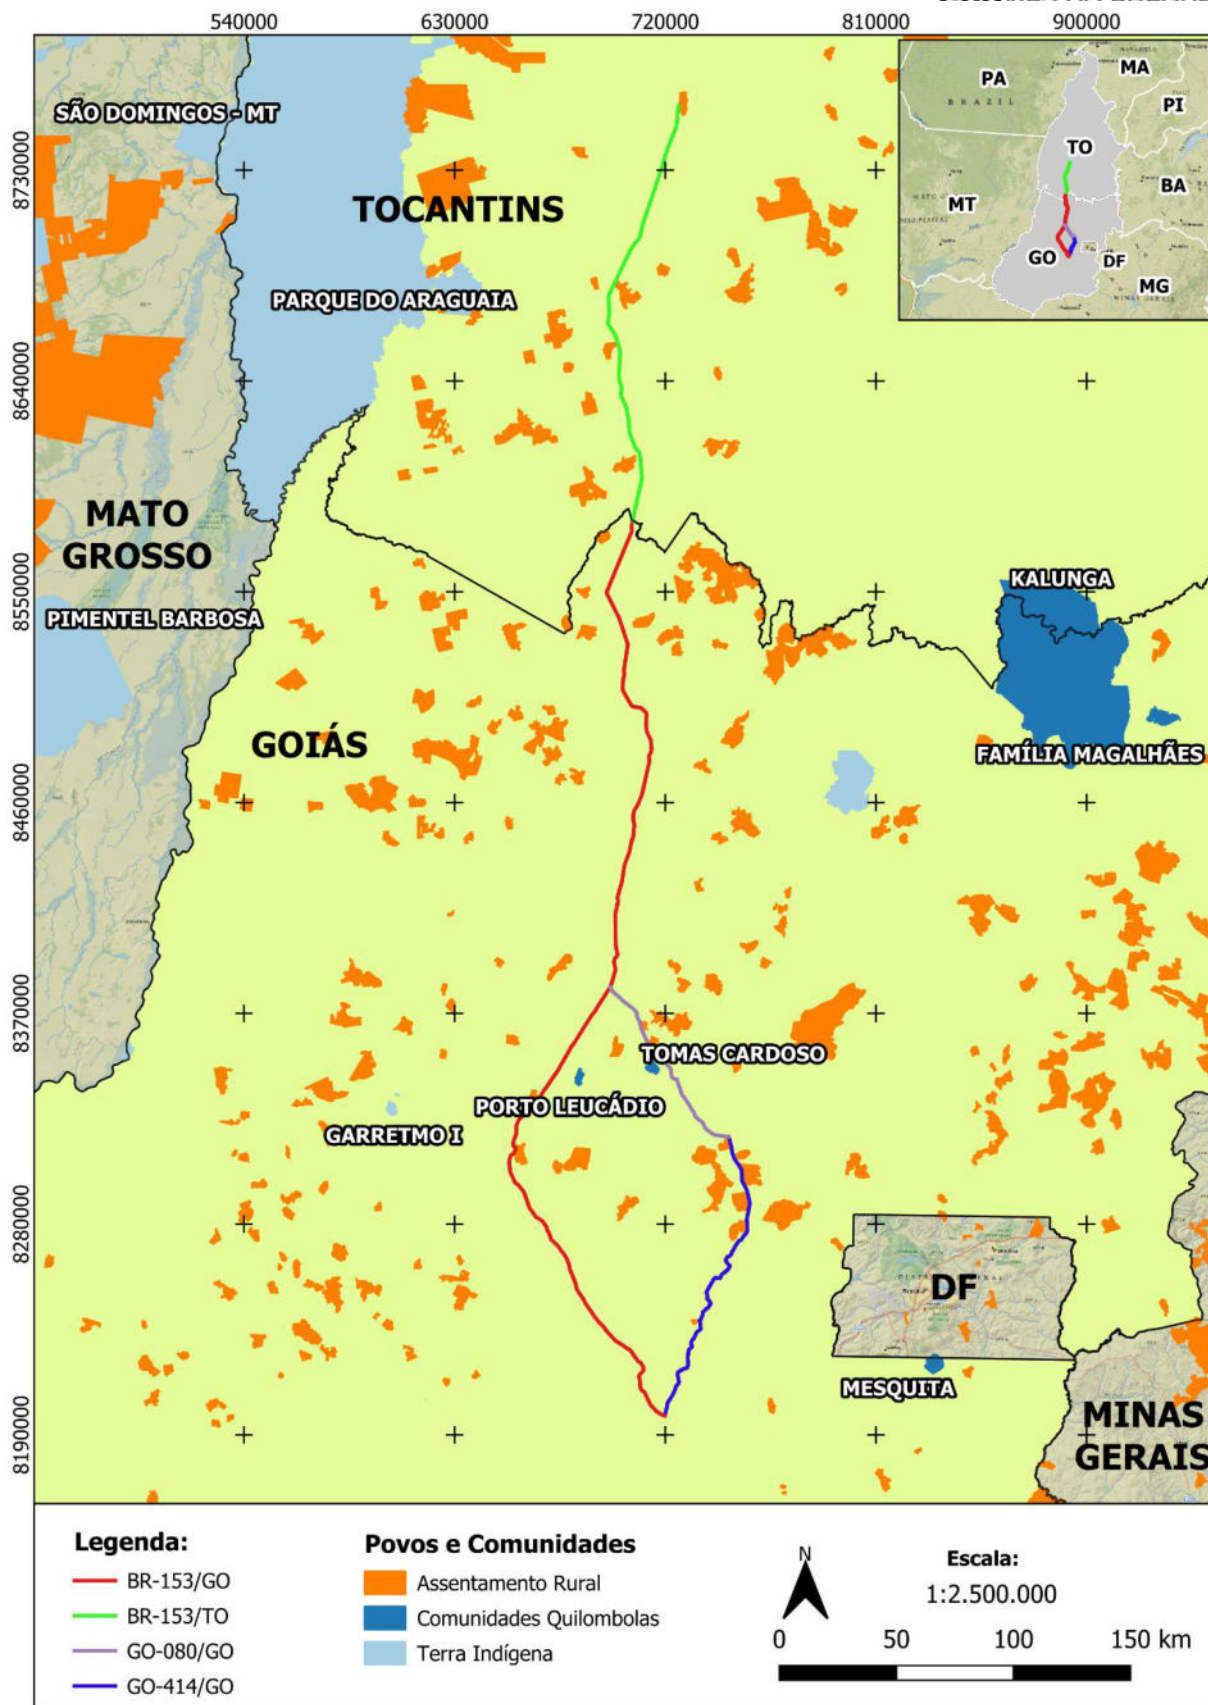 540000 630000 720000 810000 900000
8730000
8640000
8550000
8460000
8370000
8280000
8190000
SÃO DOMINGOS - MT
TOCANTINS
PARQUE DO ARAGUAIA
MATO
GROSSO
PIMENTEL BARBOSA
GOIÁS
KALUNGA
FAMÍLIA MAGALHÃES
TOMAS CARDOSO
PORTO LEUCÁDIO
GARRETMO I
DF
MESQUITA
MINAS
GERAIS
PA
MA
BRAZIL
PI
TO
BA
MT
GO
DF
MG
Legenda:
BR-153/GO
BR-153/TO
GO-080/GO
GO-414/GO
Povos e Comunidades
Assentamento Rural
Comunidades Quilombolas
Terra Indígena
N
Escala:
1:2.500.000
0 50 100 150 km